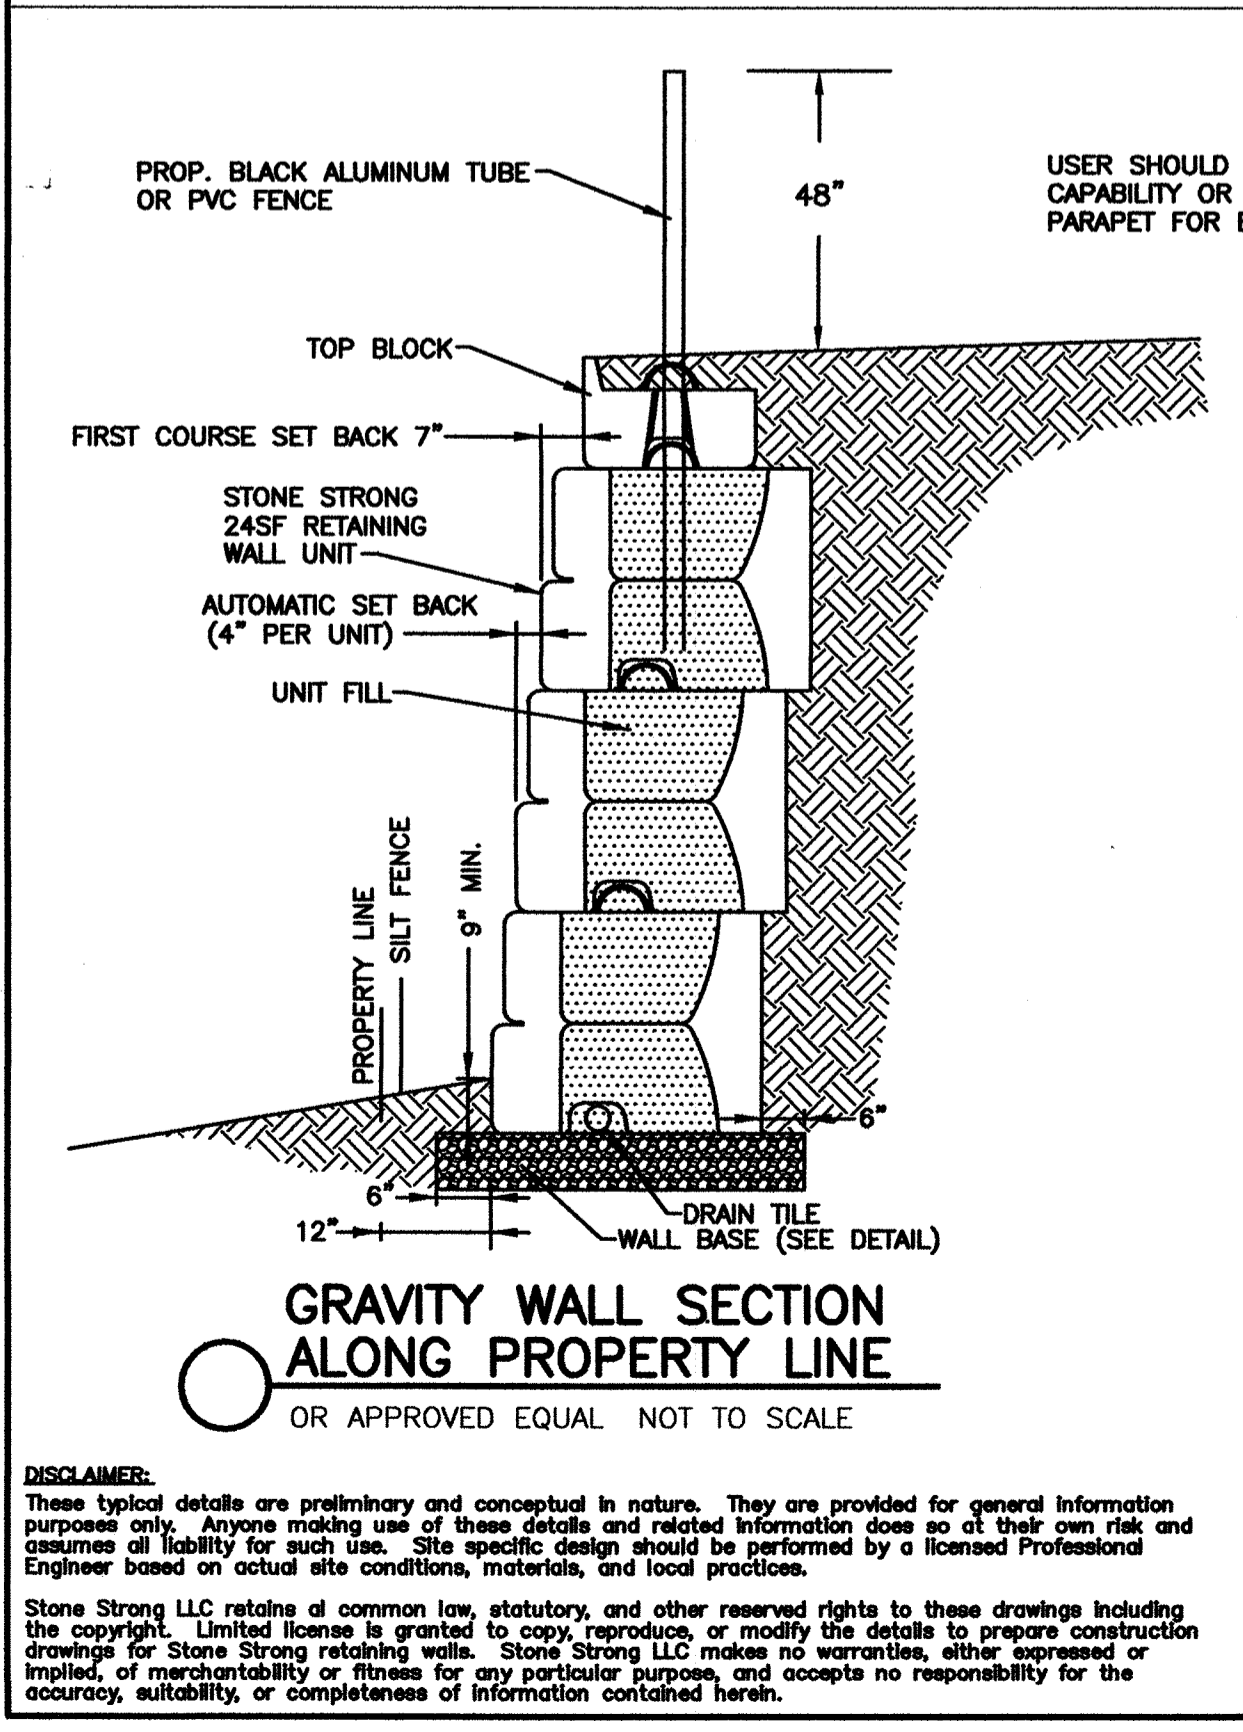 PROP. BLACK ALUMINUM TUBE
OR PVC FENCE
48"
USER SHOULD
CAPABILITY OR
PARAPET FOR
TOP BLOCK
FIRST COURSE SET BACK 7"
STONE STRONG
24SF RETAINING
WALL UNIT
AUTOMATIC SET BACK
(4" PER UNIT)
UNIT FILL
PROPERTY LINE
SILT FENCE
9" MIN.
6"
6"
12"
DRAIN TILE
WALL BASE (SEE DETAIL)
GRAVITY WALL SECTION
ALONG PROPERTY LINE
OR APPROVED EQUAL NOT TO SCALE
DISCLAIMER:
These typical details are preliminary and conceptual in nature. They are provided for general information
purposes only. Anyone making use of these details and related information does so at their own risk and
assumes all liability for such use. Site specific design should be performed by a licensed Professional
Engineer based on actual site conditions, materials, and local practices.
Stone Strong LLC retains al common law, statutory, and other reserved rights to these drawings including
the copyright. Limited license is granted to copy, reproduce, or modify the details to prepare construction
drawings for Stone Strong retaining walls. Stone Strong LLC makes no warranties, either expressed or
implied, of merchantability or fitness for any particular purpose, and accepts no responsibility for the
accuracy, suitability, or completeness of information contained herein.